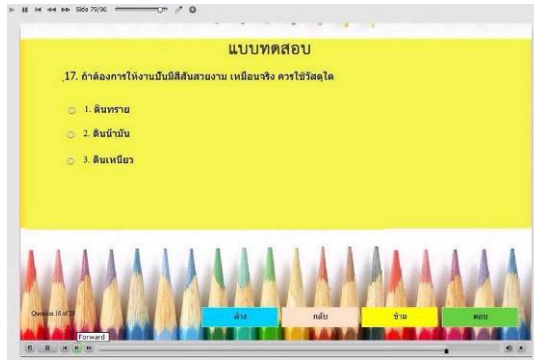 Slide 79/96
แบบทดสอบ
17. ถ้าต้องการให้งานปั้นมีสีสันสวยงาม เหมือนจริง ควรใช้วัสดุใด
1. ดินทราย
2. ดินน้ำมัน
3. ดินเหนียว
Question 16 of
ล้าง กลับ ข้าม ตอบ
Forward